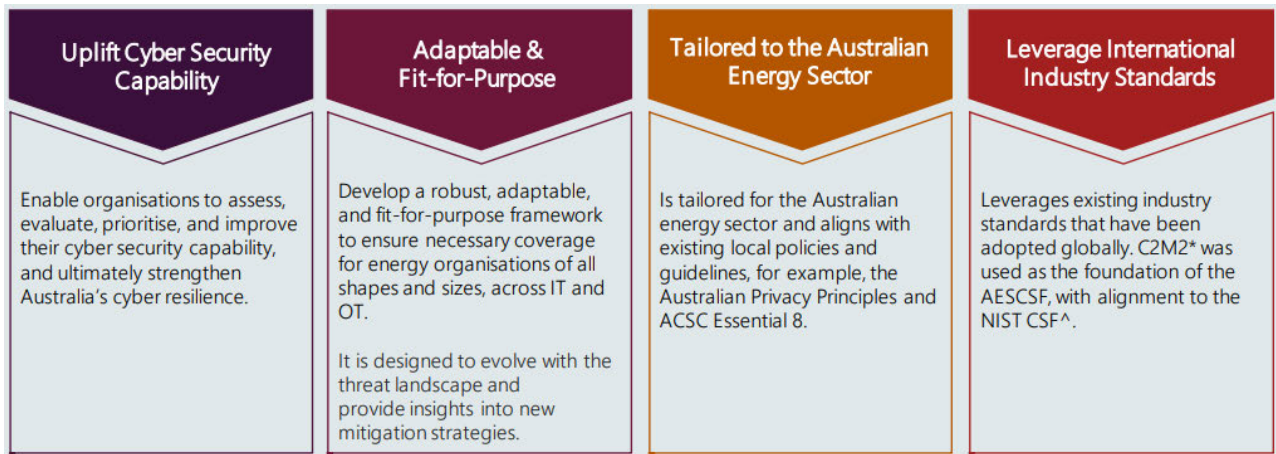 Uplift Cyber Security
Capability
Enable organisations to assess,
evaluate, prioritise, and improve
their cyber security capability,
and ultimately strengthen
Australia's cyber resilience.
Adaptable &
Fit-for-Purpose
Develop a robust, adaptable,
and fit-for-purpose framework
to ensure necessary coverage
for energy organisations of all
shapes and sizes, across IT and
OT.
It is designed to evolve with the
threat landscape and
provide insights into new
mitigation strategies.
Tailored to the Australian
Energy Sector
Is tailored for the Australian
energy sector and aligns with
existing local policies and
guidelines, for example, the
Australian Privacy Principles and
ACSC Essential 8.
Leverage International
Industry Standards
Leverages existing industry
standards that have been
adopted globally. C2M2* was
used as the foundation of the
AESCSF, with alignment to the
NIST CSF^.